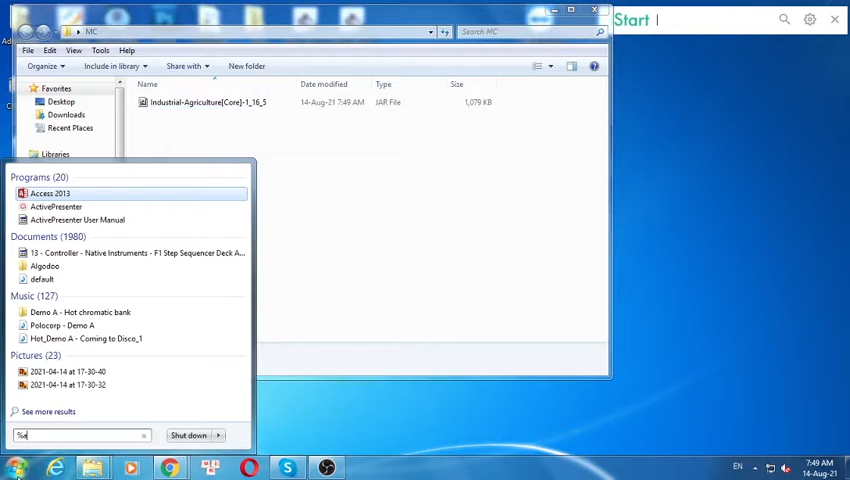 MC
Search MC
Start
File Edit View Tools Help
Organize Include in library Share with New folder
Name Date modified Type Size
Favorites
Desktop
Downloads
Recent Places
Libraries
Industrial-Agriculture[Core]-1_16_5 14-Aug-21 7:49 AM JAR File 1,079 KB
Programs (20)
Access 2013
ActivePresenter
ActivePresenter User Manual
Documents (1980)
13 - Controller - Native Instruments - F1 Step Sequencer Deck A...
Algodoo
default
Music (127)
Demo A - Hot chromatic bank
Polocorp - Demo A
Hot_Demo A - Coming to Disco_1
Pictures (23)
2021-04-14 at 17-30-40
2021-04-14 at 17-30-32
See more results
%a
Shut down
EN
7:49 AM
14-Aug-21